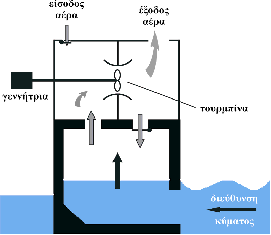 είσοδος
αέρα
έξοδος
αέρα
γεννήτρια
τουρμπίνα
διεύθυνση
κύματος